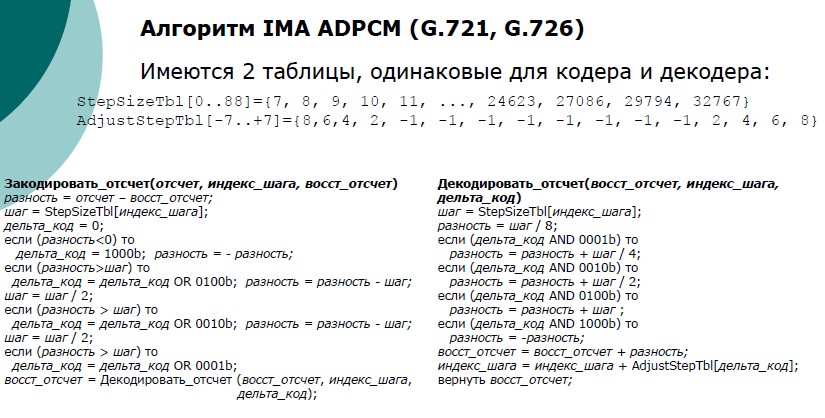 Алгоритм IMA ADPCM (G.721, G.726)
Имеются 2 таблицы, одинаковые для кодера и декодера:
StepSizeTbl[0..88]={7, 8, 9, 10, 11, ..., 24623, 27086, 29794, 32767}
AdjustStepTbl[-7..+7]={8,6,4, 2, -1, -1, -1, -1, -1, -1, -1, -1, 2, 4, 6, 8}
Закодировать_отсчет(отсчет, индекс_шага, восст_отсчет)
разность = отсчет – восст_отсчет;
шаг = StepSizeTbl[индекс_шага];
дельта_код = 0;
если (разность<0) то
дельта_код = 1000b; разность = - разность;
если (разность>шаг) то
дельта_код = дельта_код OR 0100b; разность = разность - шаг;
шаг = шаг / 2;
если (разность > шаг) то
дельта_код = дельта_код OR 0010b; разность = разность - шаг;
шаг = шаг / 2;
если (разность > шаг) то
дельта_код = дельта_код OR 0001b;
восст_отсчет = Декодировать_отсчет (восст_отсчет, индекс_шага,
дельта_код);
Декодировать_отсчет(восст_отсчет, индекс_шага,
дельта_код)
шаг = StepSizeTbl[индекс_шага];
разность = шаг / 8;
если (дельта_код AND 0001b) то
разность = разность + шаг / 4;
если (дельта_код AND 0010b) то
разность = разность + шаг / 2;
если (дельта_код AND 0100b) то
разность = разность + шаг ;
если (дельта_код AND 1000b) то
разность = -разность;
восст_отсчет = восст_отсчет + разность;
индекс_шага = индекс_шага + AdjustStepTbl[дельта_код];
вернуть восст_отсчет;